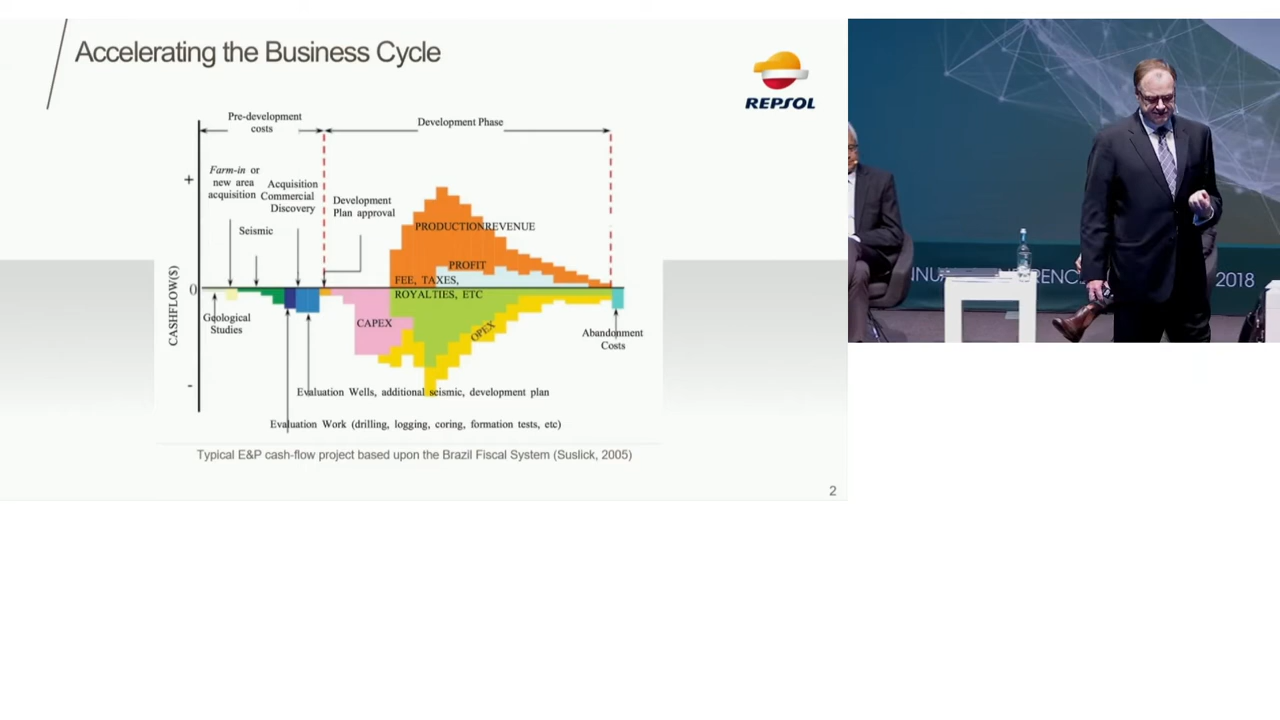 Accelerating the Business Cycle
REPSOL
Pre-development
costs
Development Phase
Farm-in or
new area
acquisition
Acquisition
Commercial
Discovery
Seismic
Development
Plan approval
+
0
-
CASHFLOW($)
PRODUCTIONREVENUE
PROFIT
FEE, TAXES,
ROYALTIES, ETC
CAPEX
OPEX
Geological
Studies
Abandonment
Costs
Evaluation Wells, additional seismic, development plan
Evaluation Work (drilling, logging, coring, formation tests, etc)
Typical E&P cash-flow project based upon the Brazil Fiscal System (Suslick, 2005)
2
2018